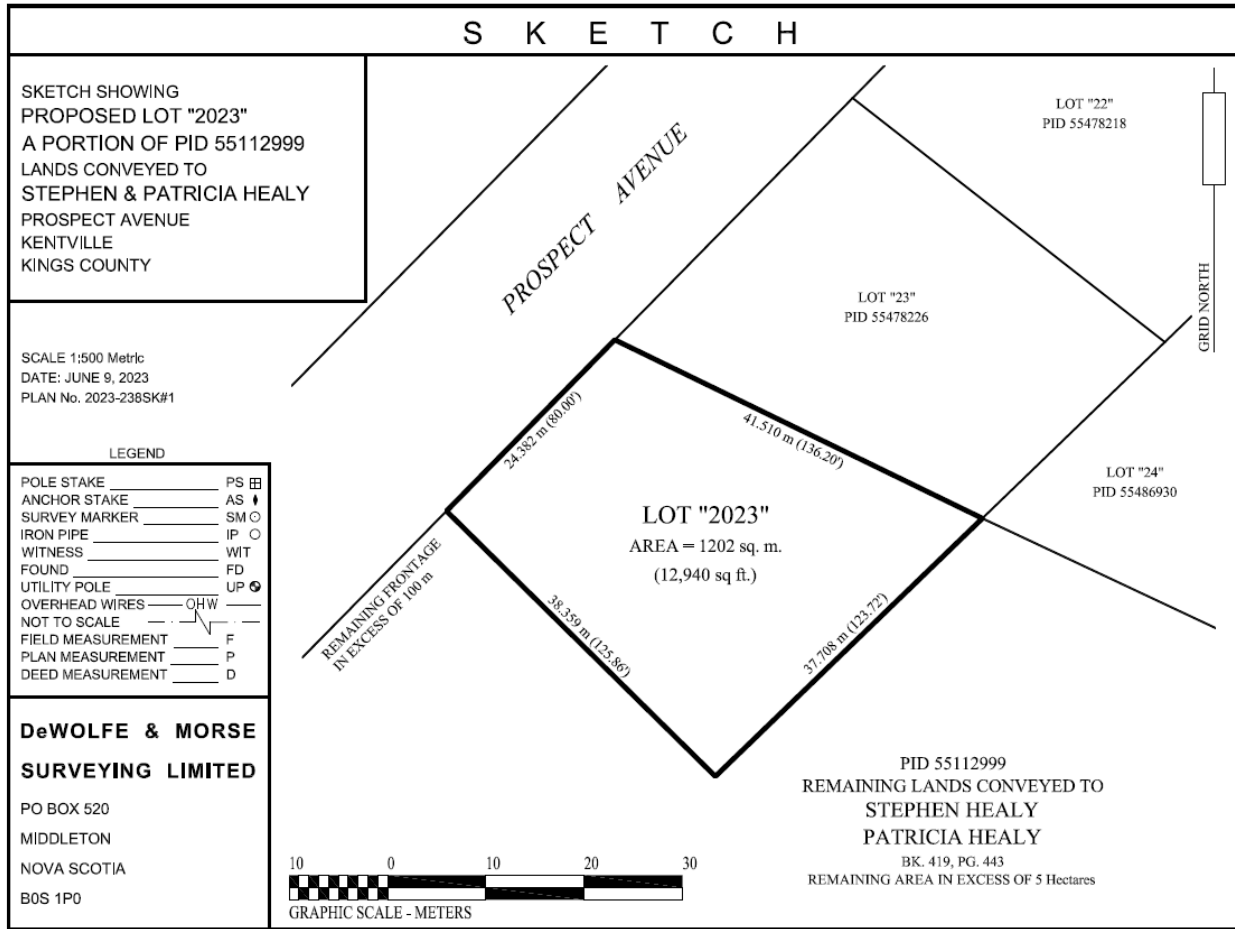 S K E T C H
SKETCH SHOWING
PROPOSED LOT "2023"
A PORTION OF PID 55112999
LANDS CONVEYED TO
STEPHEN & PATRICIA HEALY
PROSPECT AVENUE
KENTVILLE
KINGS COUNTY
SCALE 1:500 Metric
DATE: JUNE 9, 2023
PLAN No. 2023-238SK#1
LEGEND
POLE STAKE PS
ANCHOR STAKE AS
SURVEY MARKER SM
IRON PIPE IP
WITNESS WIT
FOUND FD
UTILITY POLE UP
OVERHEAD WIRES OHW
NOT TO SCALE
FIELD MEASUREMENT F
PLAN MEASUREMENT P
DEED MEASUREMENT D
DeWOLFE & MORSE
SURVEYING LIMITED
PO BOX 520
MIDDLETON
NOVA SCOTIA
B0S 1P0
PROSPECT AVENUE
LOT "22"
PID 55478218
GRID NORTH
LOT "23"
PID 55478226
24.382 m (80.00')
41.510 m (136.20')
LOT "24"
PID 55486930
LOT "2023"
AREA = 1202 sq. m.
(12,940 sq ft.)
REMAINING FRONTAGE
IN EXCESS OF 100 m
38.359 m (125.86')
37.708 m (123.72')
PID 55112999
REMAINING LANDS CONVEYED TO
STEPHEN HEALY
PATRICIA HEALY
BK. 419, PG. 443
REMAINING AREA IN EXCESS OF 5 Hectares
10 0 10 20 30
GRAPHIC SCALE - METERS